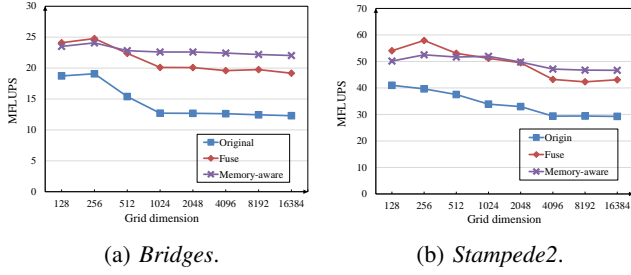 30
25
20
15
10
5
0
MFLUPS
Original
Fuse
Memory-aware
128 256 512 1024 2048 4096 8192 16384
Grid dimension
(a) Bridges.
70
60
50
40
30
20
10
0
MFLUPS
Origin
Fuse
Memory-aware
128 256 512 1024 2048 4096 8192 16384
Grid dimension
(b) Stampede2.